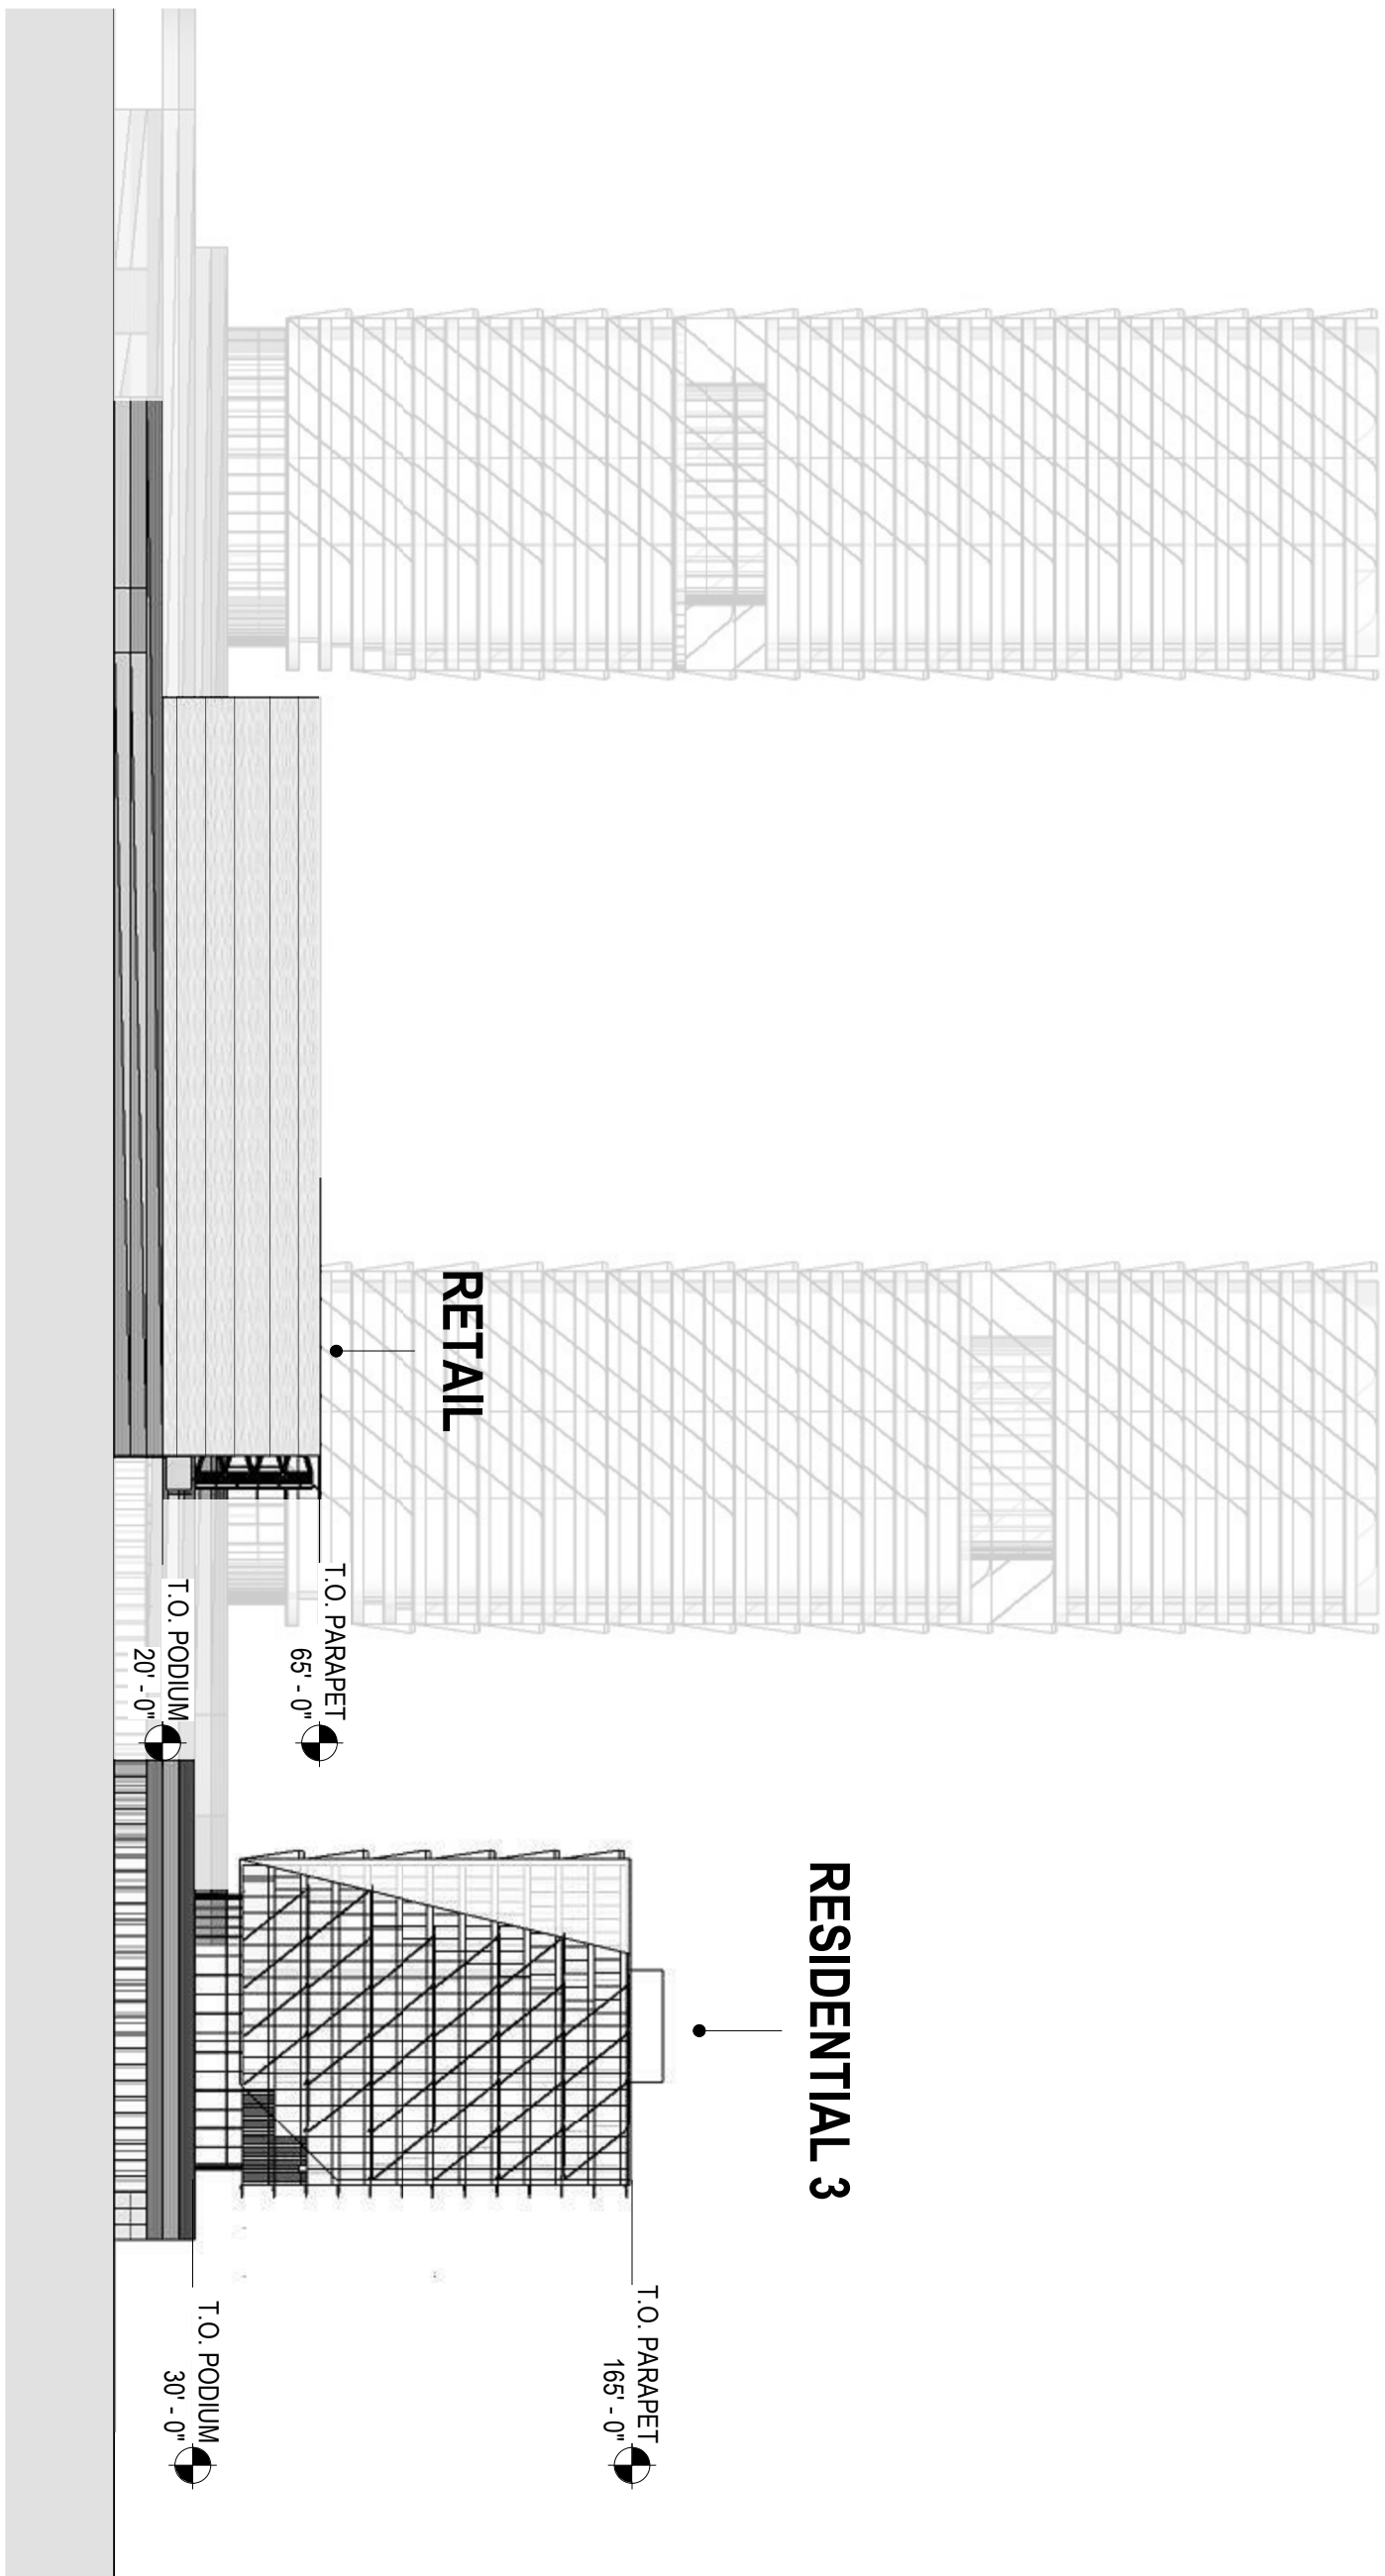 RESIDENTIAL 3
RETAIL
T.O. PARAPET
65' - 0"
T.O. PODIUM
20' - 0"
T.O. PARAPET
165' - 0"
T.O. PODIUM
30' - 0"